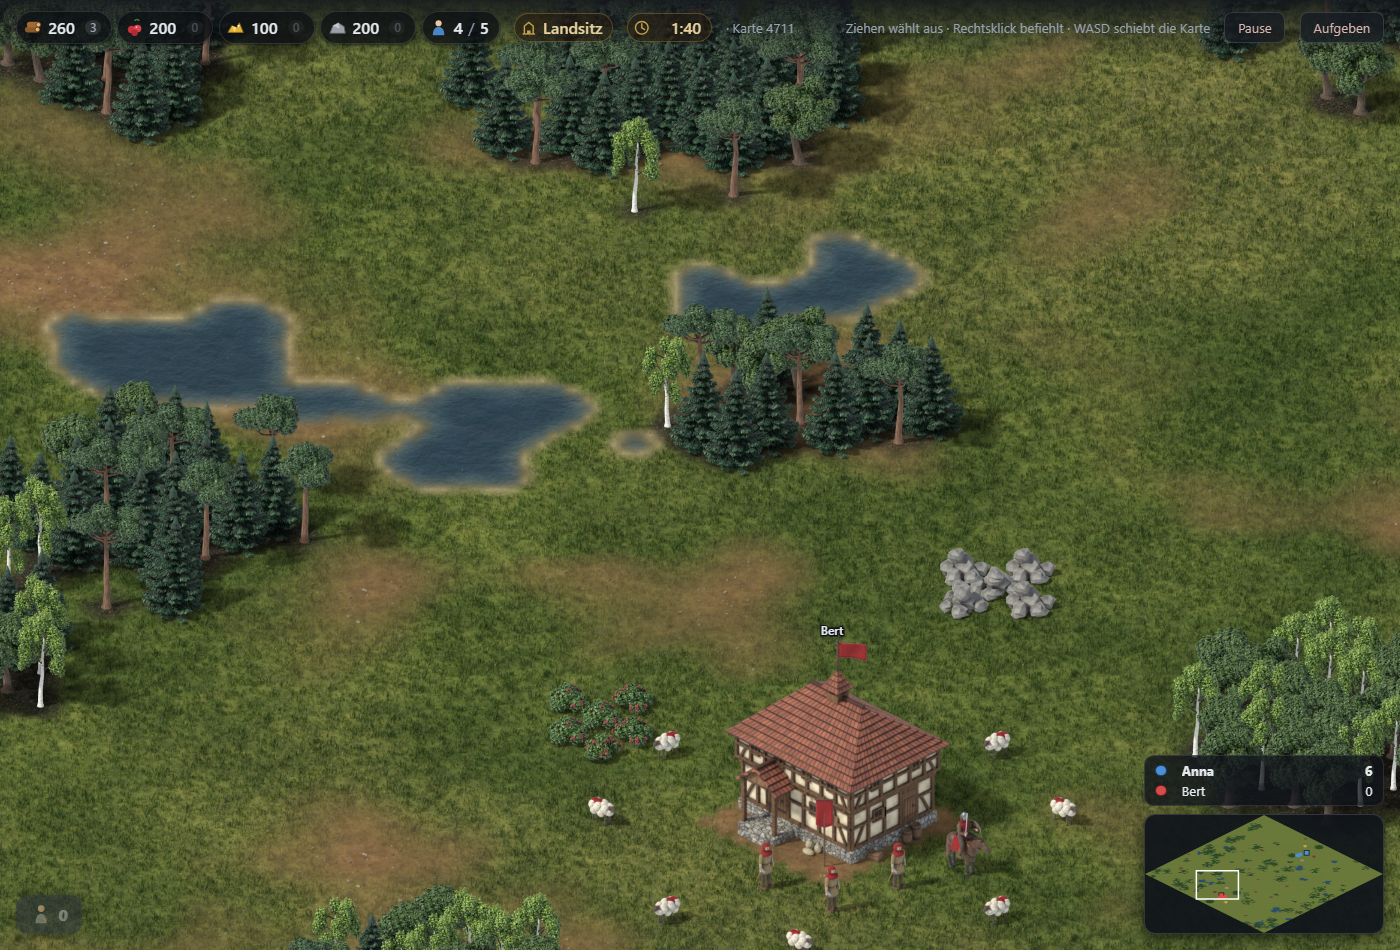 260 3 200 0 100 0 200 0 4 / 5 Landsitz 1:40 · Karte 4711 Ziehen wählt aus · Rechtsklick befiehlt · WASD schiebt die Karte Pause Aufgeben
Bert
Anna 6
Bert 0
0